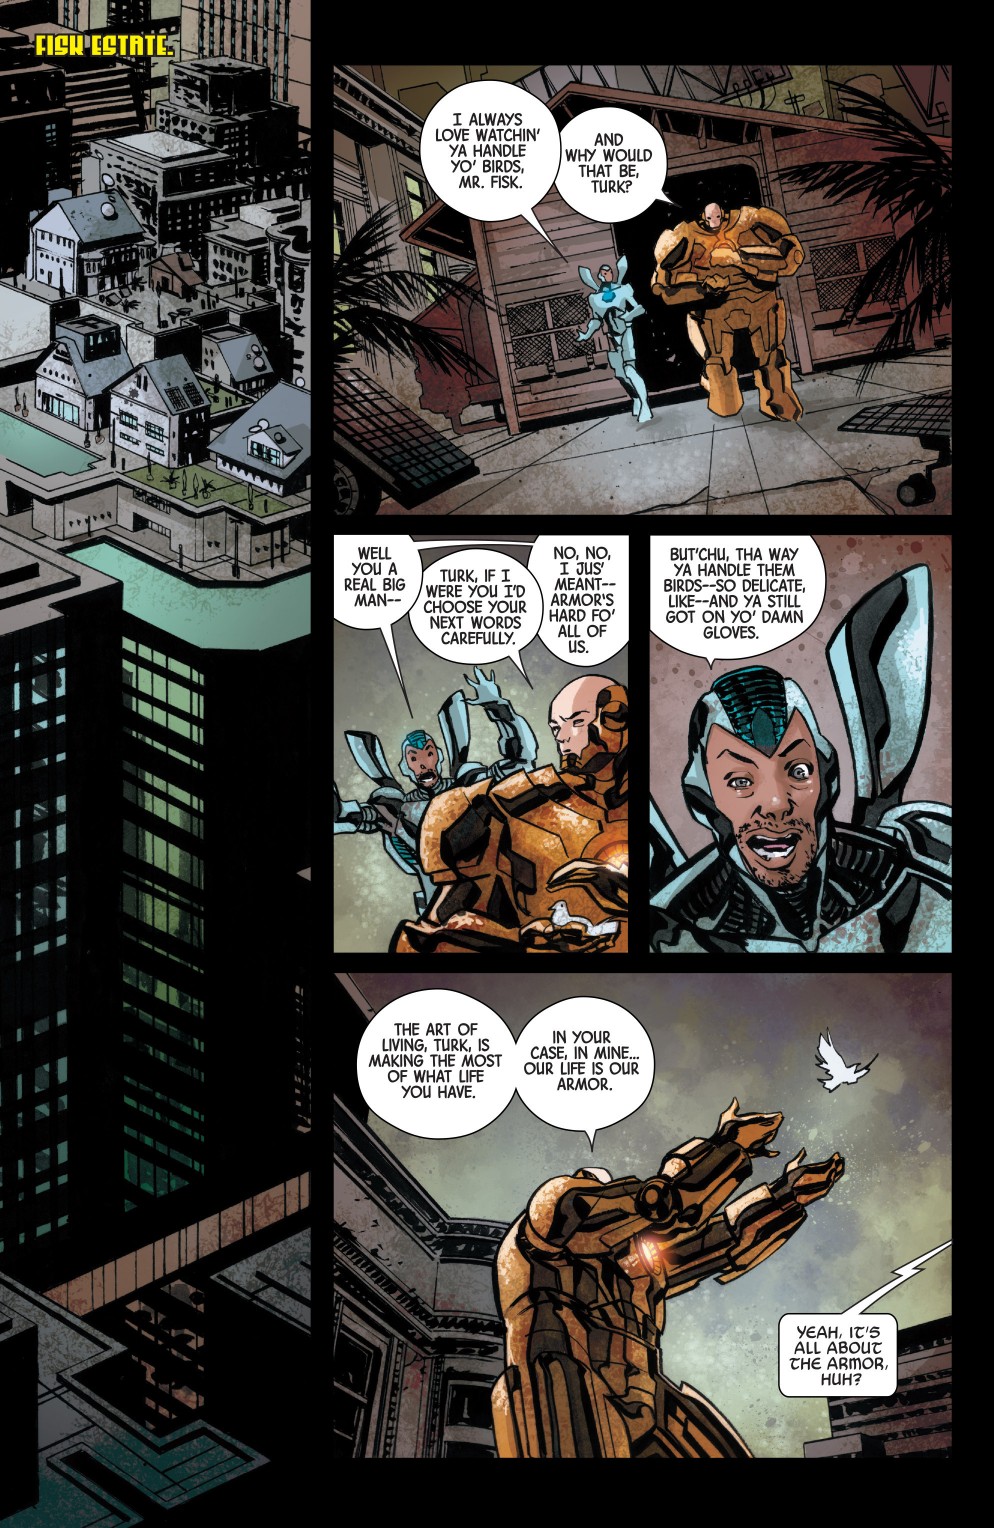 FISK ESTATE.
I ALWAYS
LOVE WATCHIN'
YA HANDLE
YO' BIRDS,
MR. FISK.
AND
WHY WOULD
THAT BE,
TURK?
WELL
YOU A
REAL BIG
MAN--
TURK, IF I
WERE YOU I'D
CHOOSE YOUR
NEXT WORDS
CAREFULLY.
NO, NO,
I JUS'
MEANT--
ARMOR'S
HARD FO'
ALL OF
US.
BUT'CHU, THA WAY
YA HANDLE THEM
BIRDS--SO DELICATE,
LIKE--AND YA STILL
GOT ON YO' DAMN
GLOVES.
THE ART OF
LIVING, TURK, IS
MAKING THE MOST
OF WHAT LIFE
YOU HAVE.
IN YOUR
CASE, IN MINE...
OUR LIFE IS OUR
ARMOR.
YEAH, IT'S
ALL ABOUT
THE ARMOR,
HUH?